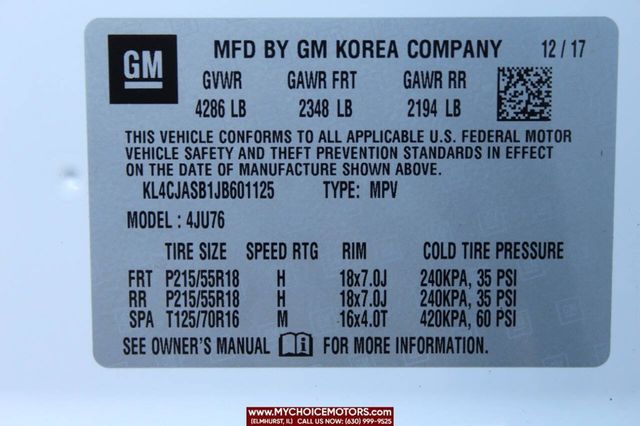 GM MFD BY GM KOREA COMPANY 12/17
GVWR GAWR FRT GAWR RR
4286 LB 2348 LB 2194 LB
THIS VEHICLE CONFORMS TO ALL APPLICABLE U.S. FEDERAL MOTOR
VEHICLE SAFETY AND THEFT PREVENTION STANDARDS IN EFFECT
ON THE DATE OF MANUFACTURE SHOWN ABOVE.
KL4CJASB1JB601125 TYPE: MPV
MODEL: 4JU76
TIRE SIZE SPEED RTG RIM COLD TIRE PRESSURE
FRT P215/55R18 H 18x7.0J 240KPA, 35 PSI
RR P215/55R18 H 18x7.0J 240KPA, 35 PSI
SPA T125/70R16 M 16x4.0T 420KPA, 60 PSI
SEE OWNER'S MANUAL FOR MORE INFORMATION.
WWW.MYCHOICEMOTORS.COM
(ELMHURST, IL) CALL US NOW: (630) 999-9525